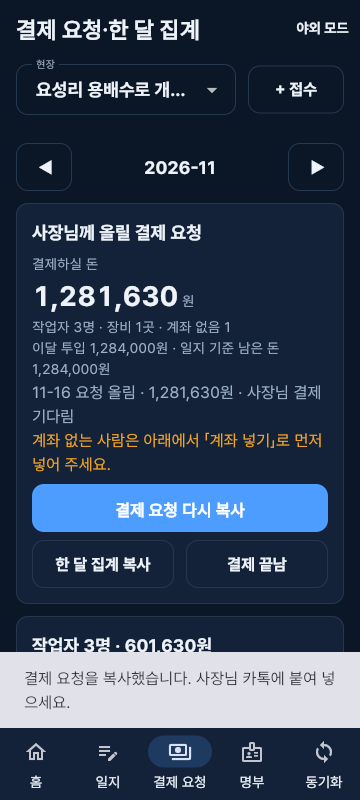 결제 요청·한 달 집계
야외 모드
현장
요성리 용배수로 개...
+ 접수
◀
2026-11
▶
사장님께 올릴 결제 요청
결제하실 돈
1,281,630 원
작업자 3명 · 장비 1곳 · 계좌 없음 1
이달 투입 1,284,000원 · 일지 기준 남은 돈
1,284,000원
11-16 요청 올림 · 1,281,630원 · 사장님 결제
기다림
계좌 없는 사람은 아래에서 「계좌 넣기」로 먼저
넣어 주세요.
결제 요청 다시 복사
한 달 집계 복사
결제 끝남
작업자 3명 · 601,630원
결제 요청을 복사했습니다. 사장님 카톡에 붙여 넣
으세요.
홈
일지
결제 요청
명부
동기화